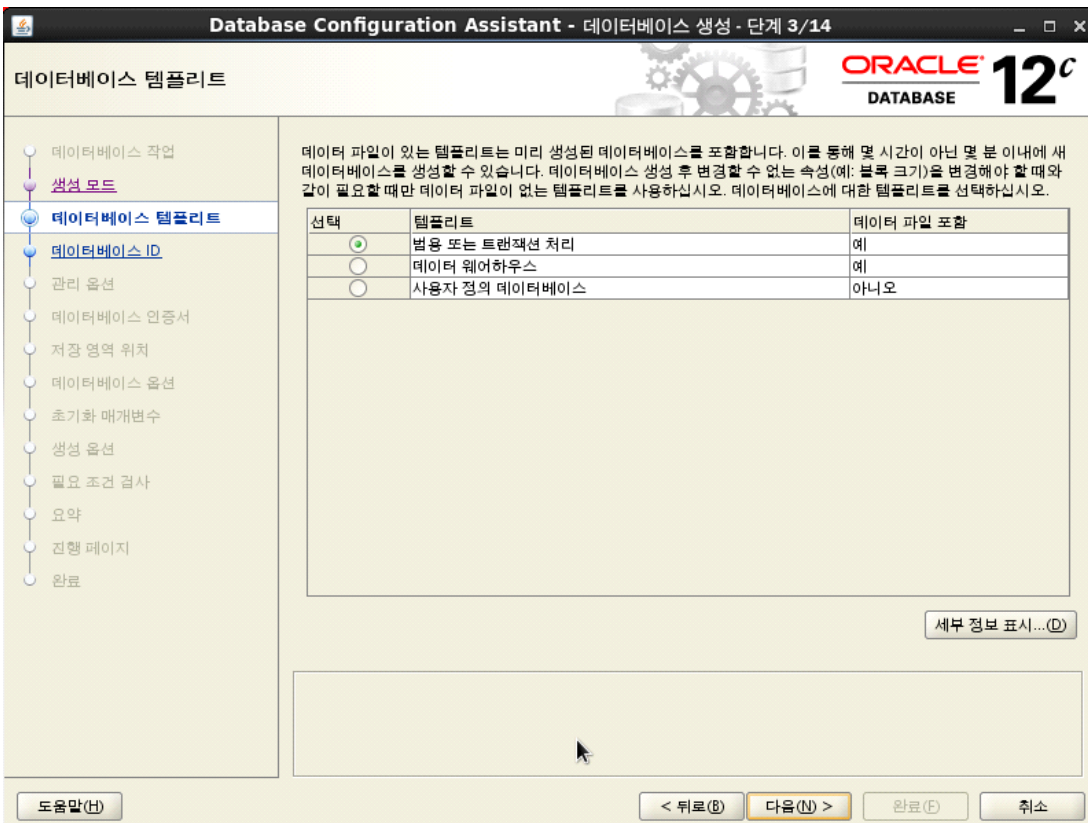 Database Configuration Assistant - 데이터베이스 생성 - 단계 3/14
데이터베이스 템플리트
ORACLE
DATABASE
12c
데이터베이스 작업
생성 모드
데이터베이스 템플리트
데이터베이스 ID
관리 옵션
데이터베이스 인증서
저장 영역 위치
데이터베이스 옵션
초기화 매개변수
생성 옵션
필요 조건 검사
요약
진행 페이지
완료
데이터 파일이 있는 템플리트는 미리 생성된 데이터베이스를 포함합니다. 이를 통해 몇 시간이 아닌 몇 분 이내에 새
데이터베이스를 생성할 수 있습니다. 데이터베이스 생성 후 변경할 수 없는 속성(예: 블록 크기)을 변경해야 할 때와
같이 필요할 때만 데이터 파일이 없는 템플리트를 사용하십시오. 데이터베이스에 대한 템플리트를 선택하십시오.
선택 템플리트 데이터 파일 포함
범용 또는 트랜잭션 처리 예
데이터 웨어하우스 예
사용자 정의 데이터베이스 아니오
세부 정보 표시...(D)
도움말(H) < 뒤로(B) 다음(N) > 완료(F) 취소